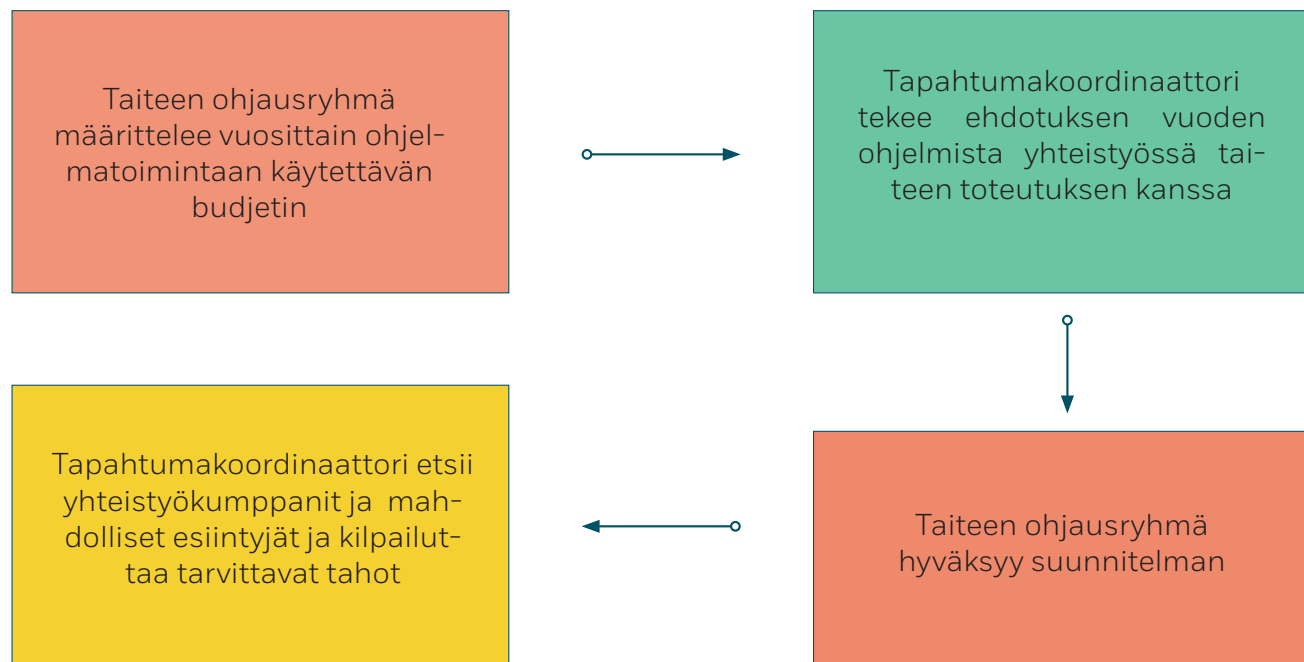 Taiteen ohjausryhmä
määrittelee vuosittain ohjel-
matoimintaan käytettävän
budjetin
Tapahtumakoordinaattori
tekee ehdotuksen vuoden
ohjelmista yhteistyössä tai-
teen toteutuksen kanssa
Taiteen ohjausryhmä
hyväksyy suunnitelman
Tapahtumakoordinaattori etsii
yhteistyökumppanit ja mah-
dolliset esiintyjät ja kilpailut-
taa tarvittavat tahot